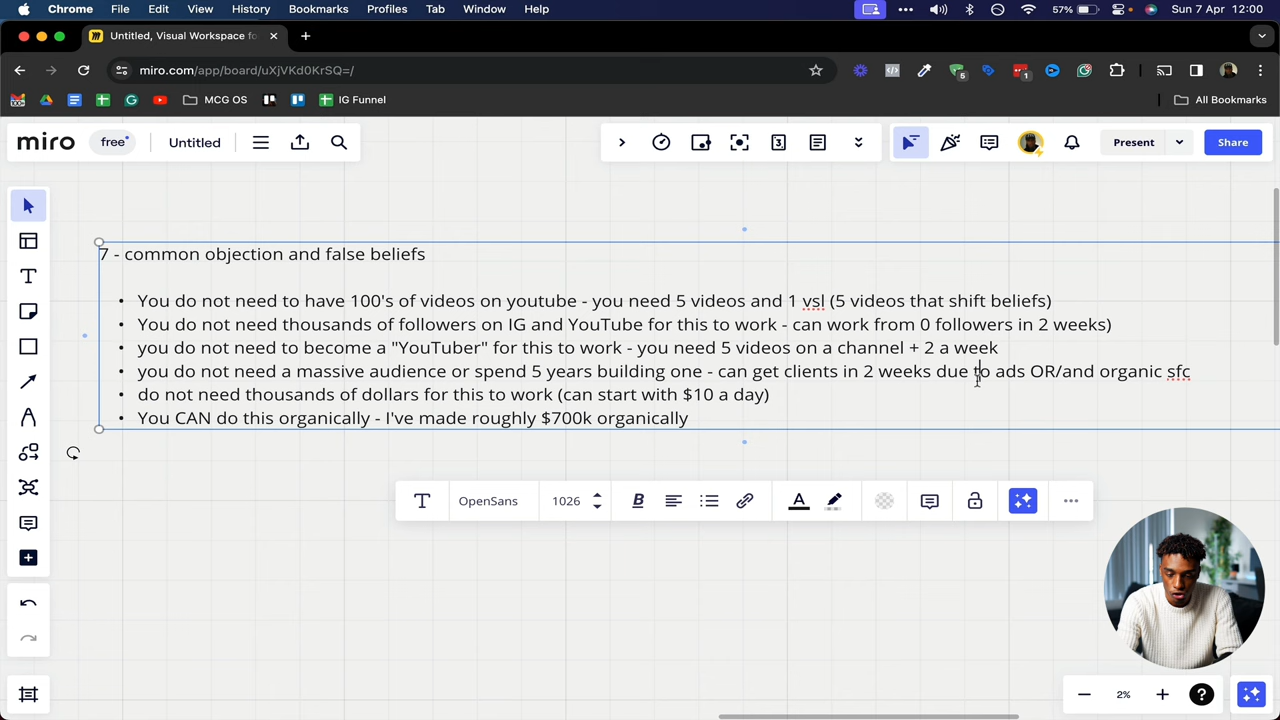 Chrome File Edit View History Bookmarks Profiles Tab Window Help 57% Sun 7 Apr 12:00
Untitled, Visual Workspace fo
miro.com/app/board/uXjVKd0KrSQ=/
5 1
MCG OS IG Funnel All Bookmarks
miro free Untitled 3 Present Share
7 - common objection and false beliefs
• You do not need to have 100's of videos on youtube - you need 5 videos and 1 vsl (5 videos that shift beliefs)
• You do not need thousands of followers on IG and YouTube for this to work - can work from 0 followers in 2 weeks)
• you do not need to become a "YouTuber" for this to work - you need 5 videos on a channel + 2 a week
• you do not need a massive audience or spend 5 years building one - can get clients in 2 weeks due to ads OR/and organic sfc
• do not need thousands of dollars for this to work (can start with $10 a day)
• You CAN do this organically - I've made roughly $700k organically
T OpenSans 1026 B A
2%